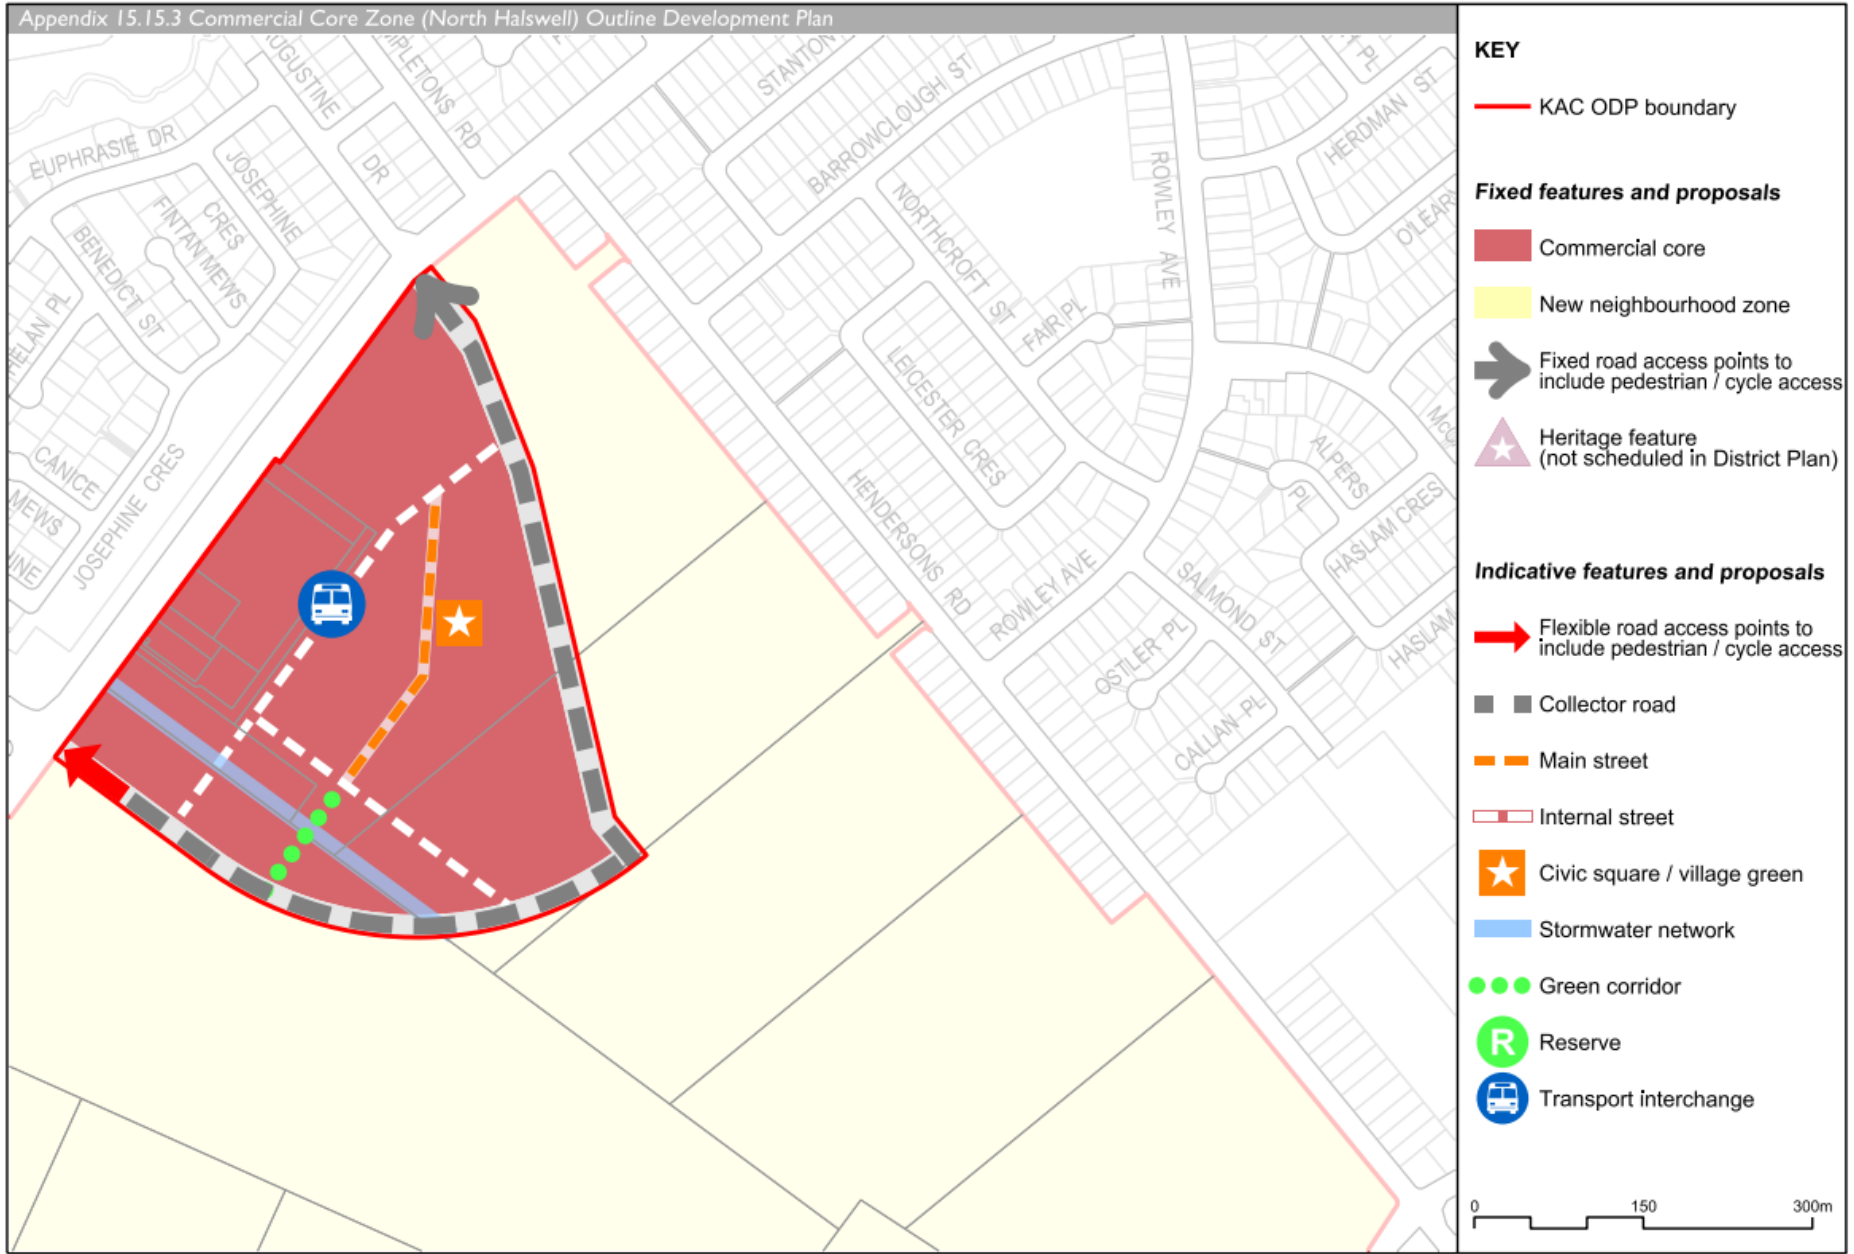 Appendix 15.15.3 Commercial Core Zone (North Halswell) Outline Development Plan
AUGUSTINE
DR
STANTON
BARROWCLOUGH ST
EUPHRASIE DR
JOSEPHINE
CRES
FINTAN MEWS
BENEDICT ST
CANICE
MEWS
JOSEPHINE CRES
NORTHCROFT ST
ROWLEY AVE
HERDMAN ST
PL
FAIR PL
LEICESTER CRES
HENDERSONS RD
ROWLEY AVE
ALPERS
PL
HASLAM CRES
SALMOND ST
HASLAM
OSTLER PL
CALLAN PL
KEY
KAC ODP boundary
Fixed features and proposals
Commercial core
New neighbourhood zone
Fixed road access points to
include pedestrian / cycle access
Heritage feature
(not scheduled in District Plan)
Indicative features and proposals
Flexible road access points to
include pedestrian / cycle access
Collector road
Main street
Internal street
Civic square / village green
Stormwater network
Green corridor
R
Reserve
Transport interchange
0 150 300m